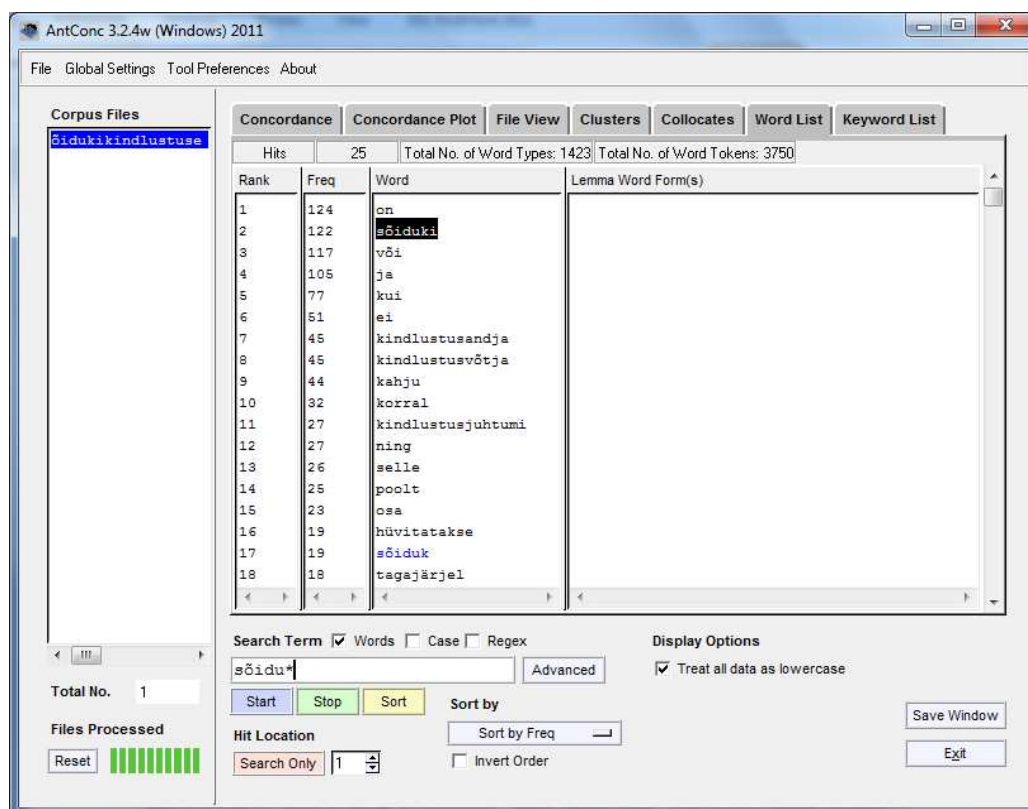 AntConc 3.2.4w (Windows) 2011
File Global Settings Tool Preferences About
Corpus Files
õidukikindlustuse
Total No. 1
Files Processed
Reset
Concordance Concordance Plot File View Clusters Collocates Word List Keyword List
Hits 25 Total No. of Word Types: 1423 Total No. of Word Tokens: 3750
Rank Freq Word Lemma Word Form(s)
1 124 on
2 122 sõiduki
3 117 või
4 105 ja
5 77 kui
6 51 ei
7 45 kindlustusandja
8 45 kindlustusvõtja
9 44 kahju
10 32 korral
11 27 kindlustusjuhtumi
12 27 ning
13 26 selle
14 25 poolt
15 23 osa
16 19 hüvitatakse
17 19 sõiduk
18 18 tagajärjel
Search Term Words Case Regex Display Options
sõidu* Advanced Treat all data as lowercase
Start Stop Sort Sort by
Sort by Freq Save Window
Hit Location
Search Only 1 Invert Order Exit